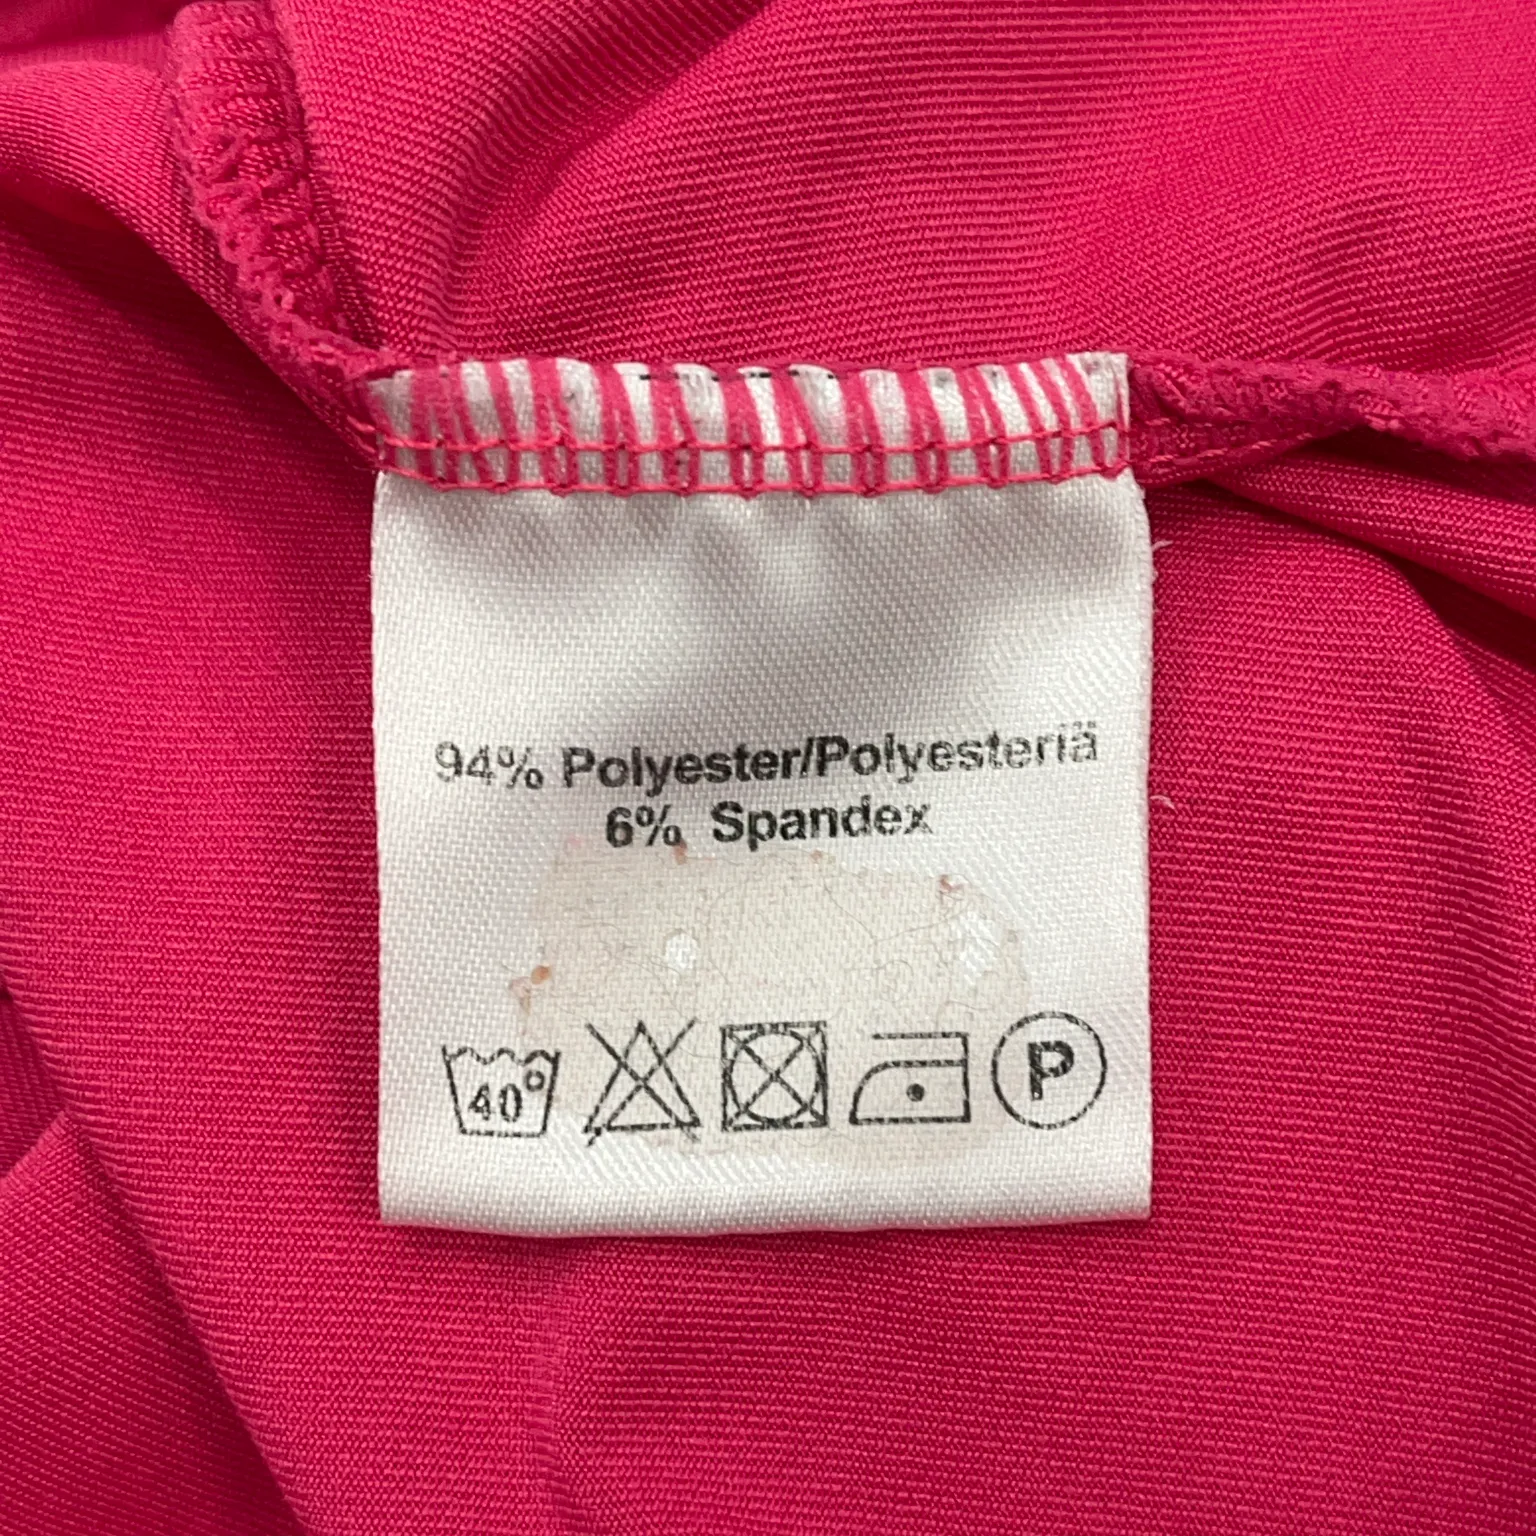 94% Polyester/Polyesteriä
6% Spandex
40° P